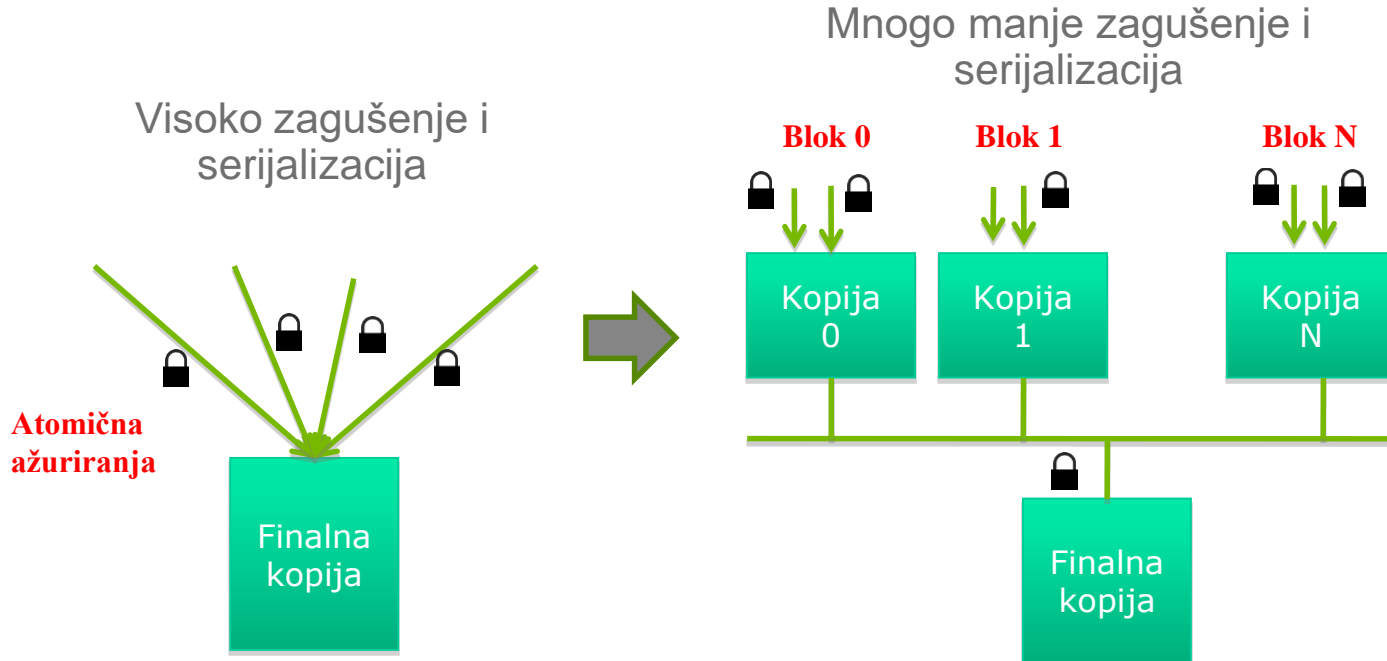 Visoko zagušenje i
serijalizacija
Atomična
ažuriranja
Finalna
kopija
Mnogo manje zagušenje i
serijalizacija
Blok 0
Blok 1
Blok N
Kopija
0
Kopija
1
Kopija
N
Finalna
kopija